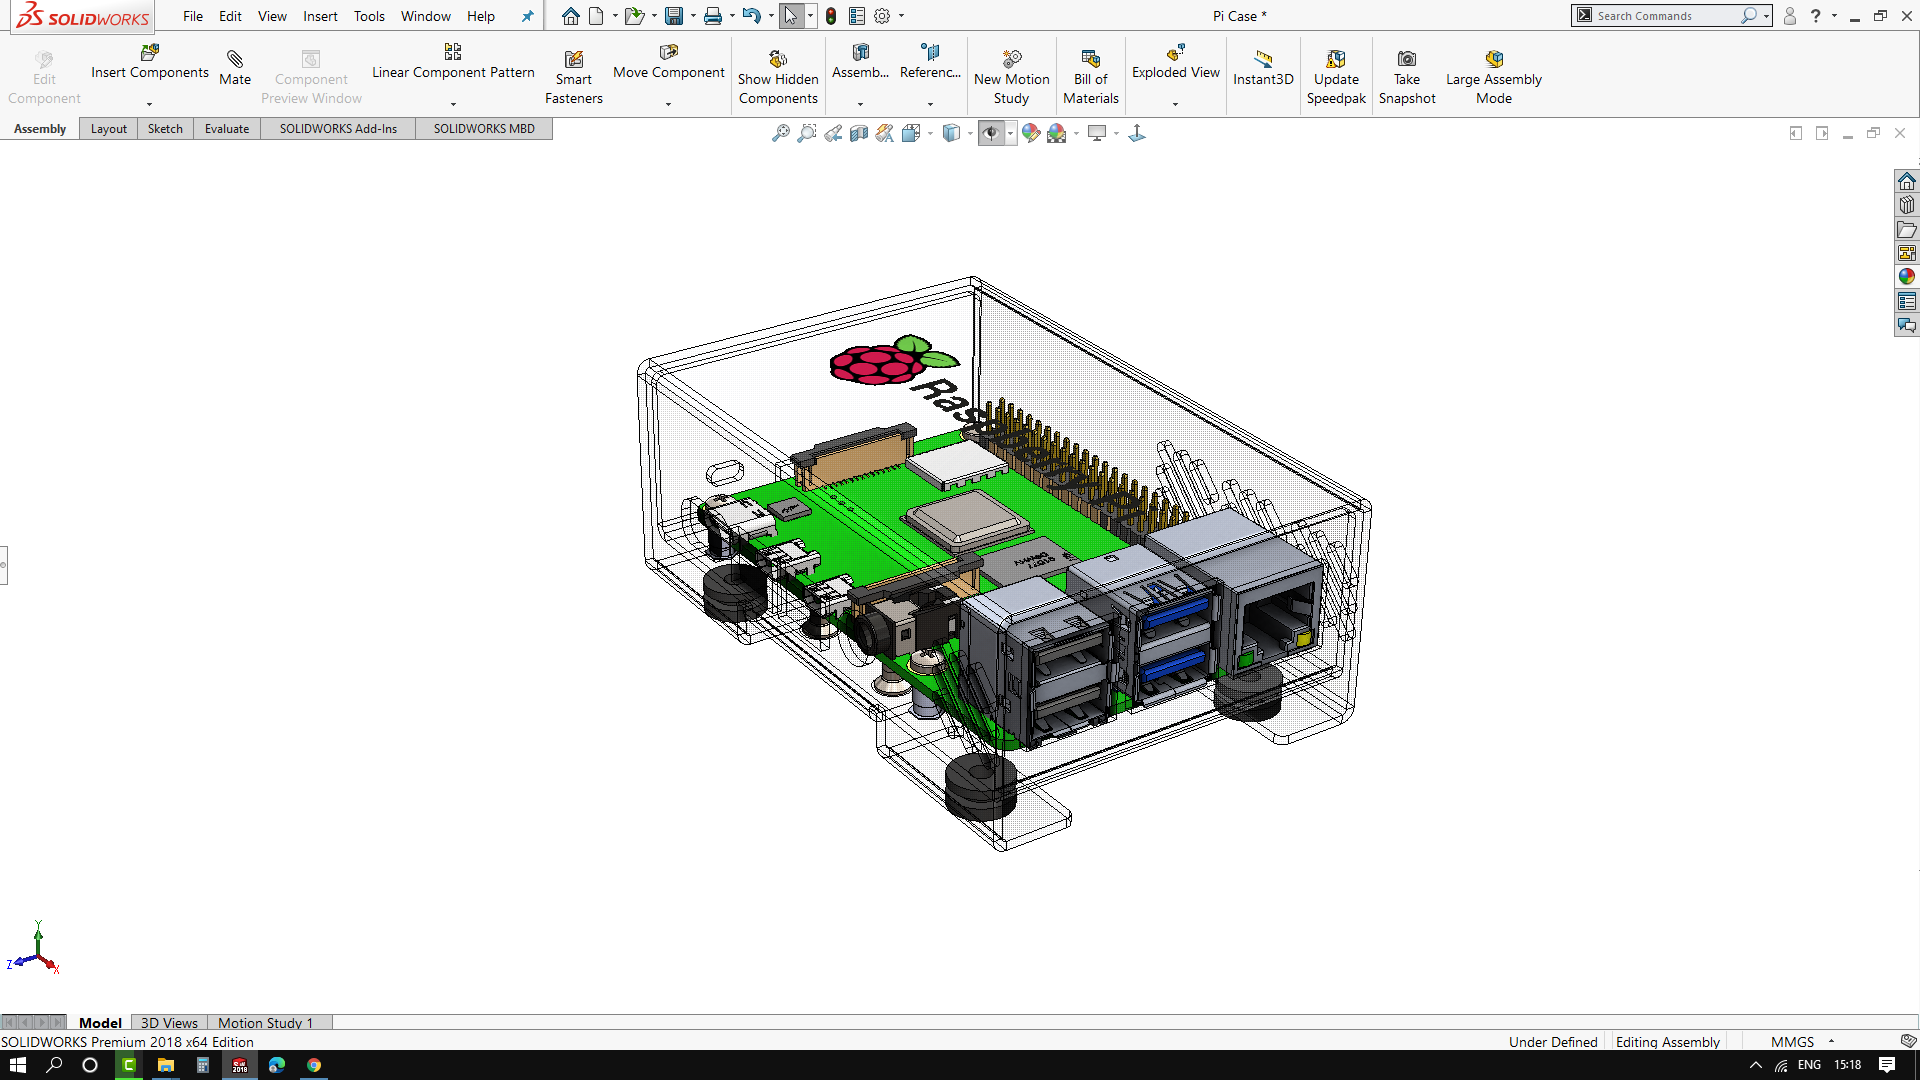 SOLIDWORKS
File Edit View Insert Tools Window Help
Pi Case *
Search Commands
?
Edit Component
Insert Components
Mate
Component Preview Window
Linear Component Pattern
Smart Fasteners
Move Component
Show Hidden Components
Assemb...
Referenc...
New Motion Study
Bill of Materials
Exploded View
Instant3D
Update Speedpak
Take Snapshot
Large Assembly Mode
Assembly Layout Sketch Evaluate SOLIDWORKS Add-Ins SOLIDWORKS MBD
Raspberry Pi
Y
Z
X
Model 3D Views Motion Study 1
SOLIDWORKS Premium 2018 x64 Edition
Under Defined Editing Assembly MMGS
2018
ENG 15:18